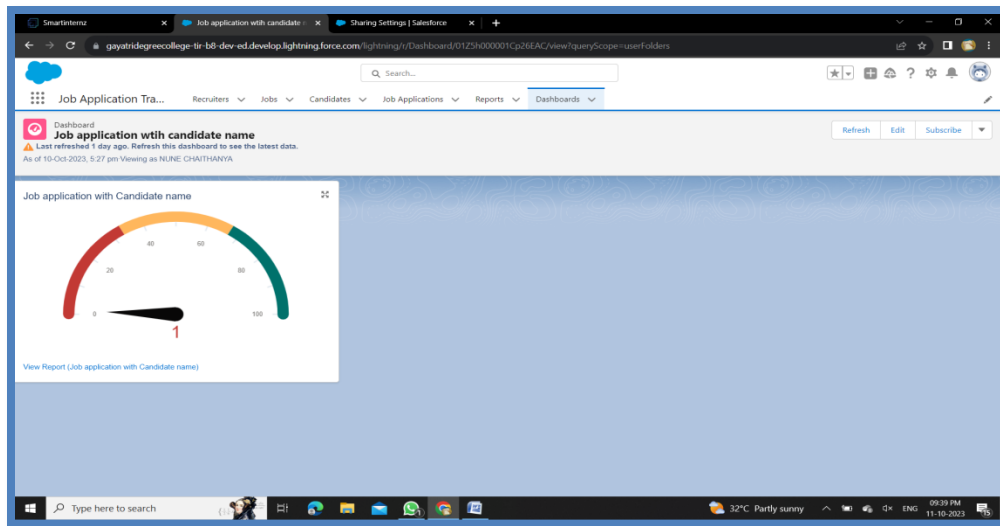 Smartinternz
Job application wtih candidate n
Sharing Settings | Salesforce
gayatridegreecollege-tir-b8-dev-ed.develop.lightning.force.com/lightning/r/Dashboard/01Z5h000001Cp26EAC/view?queryScope=userFolders
Search...
Job Application Tra... Recruiters Jobs Candidates Job Applications Reports Dashboards
Dashboard
Job application wtih candidate name
Last refreshed 1 day ago. Refresh this dashboard to see the latest data.
As of 10-Oct-2023, 5:27 pm·Viewing as NUNE CHAITHANYA
Refresh Edit Subscribe
Job application with Candidate name
40 60
20 80
0 100
1
View Report (Job application with Candidate name)
Type here to search
32°C Partly sunny
ENG
09:39 PM
11-10-2023